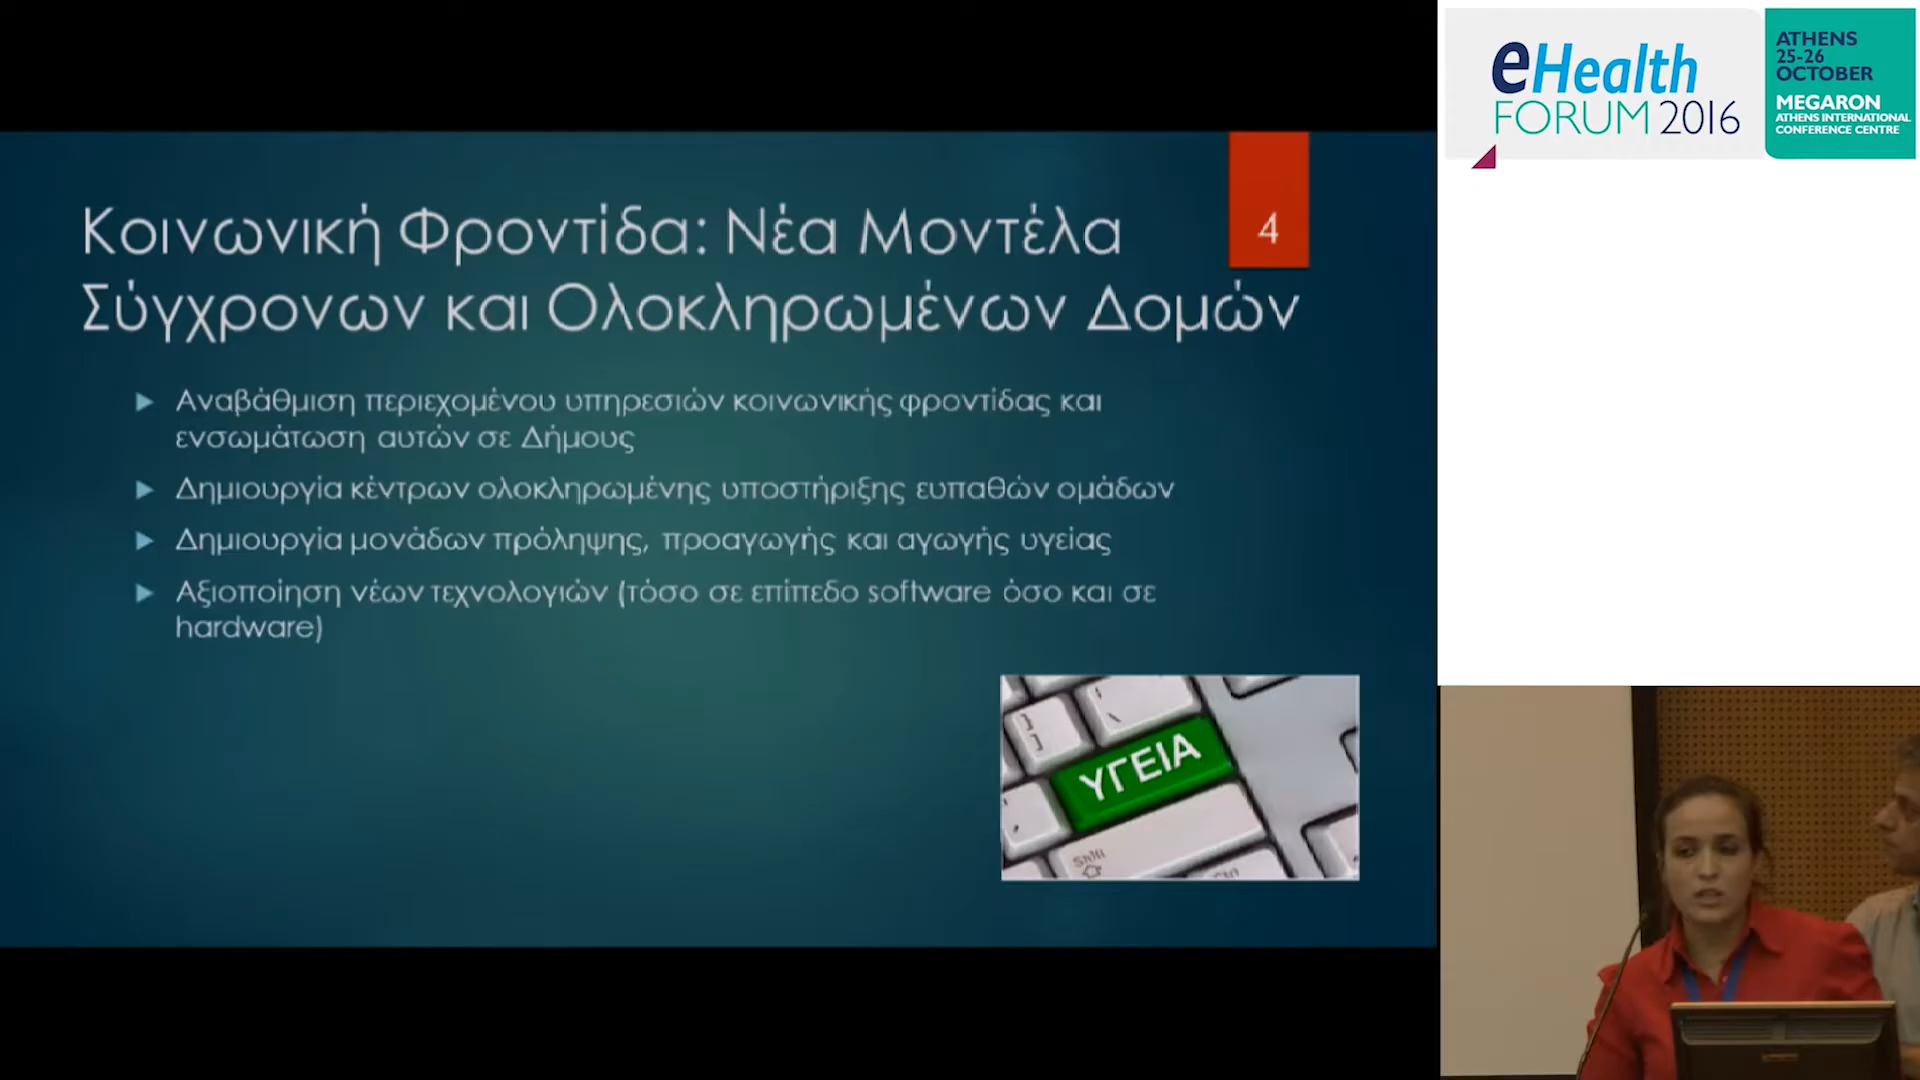 Κοινωνική Φροντίδα: Νέα Μοντέλα
Σύγχρονων και Ολοκληρωμένων Δομών
4
Αναβάθμιση περιεχομένου υπηρεσιών κοινωνικής φροντίδας και
ενσωμάτωση αυτών σε Δήμους
Δημιουργία κέντρων ολοκληρωμένης υποστήριξης ευπαθών ομάδων
Δημιουργία μονάδων πρόληψης, προαγωγής και αγωγής υγείας
Αξιοποίηση νέων τεχνολογιών (τόσο σε επίπεδο software όσο και σε
hardware)
ΥΓΕΙΑ
eHealth
FORUM 2016
ATHENS
25-26
OCTOBER
MEGARON
ATHENS INTERNATIONAL
CONFERENCE CENTRE